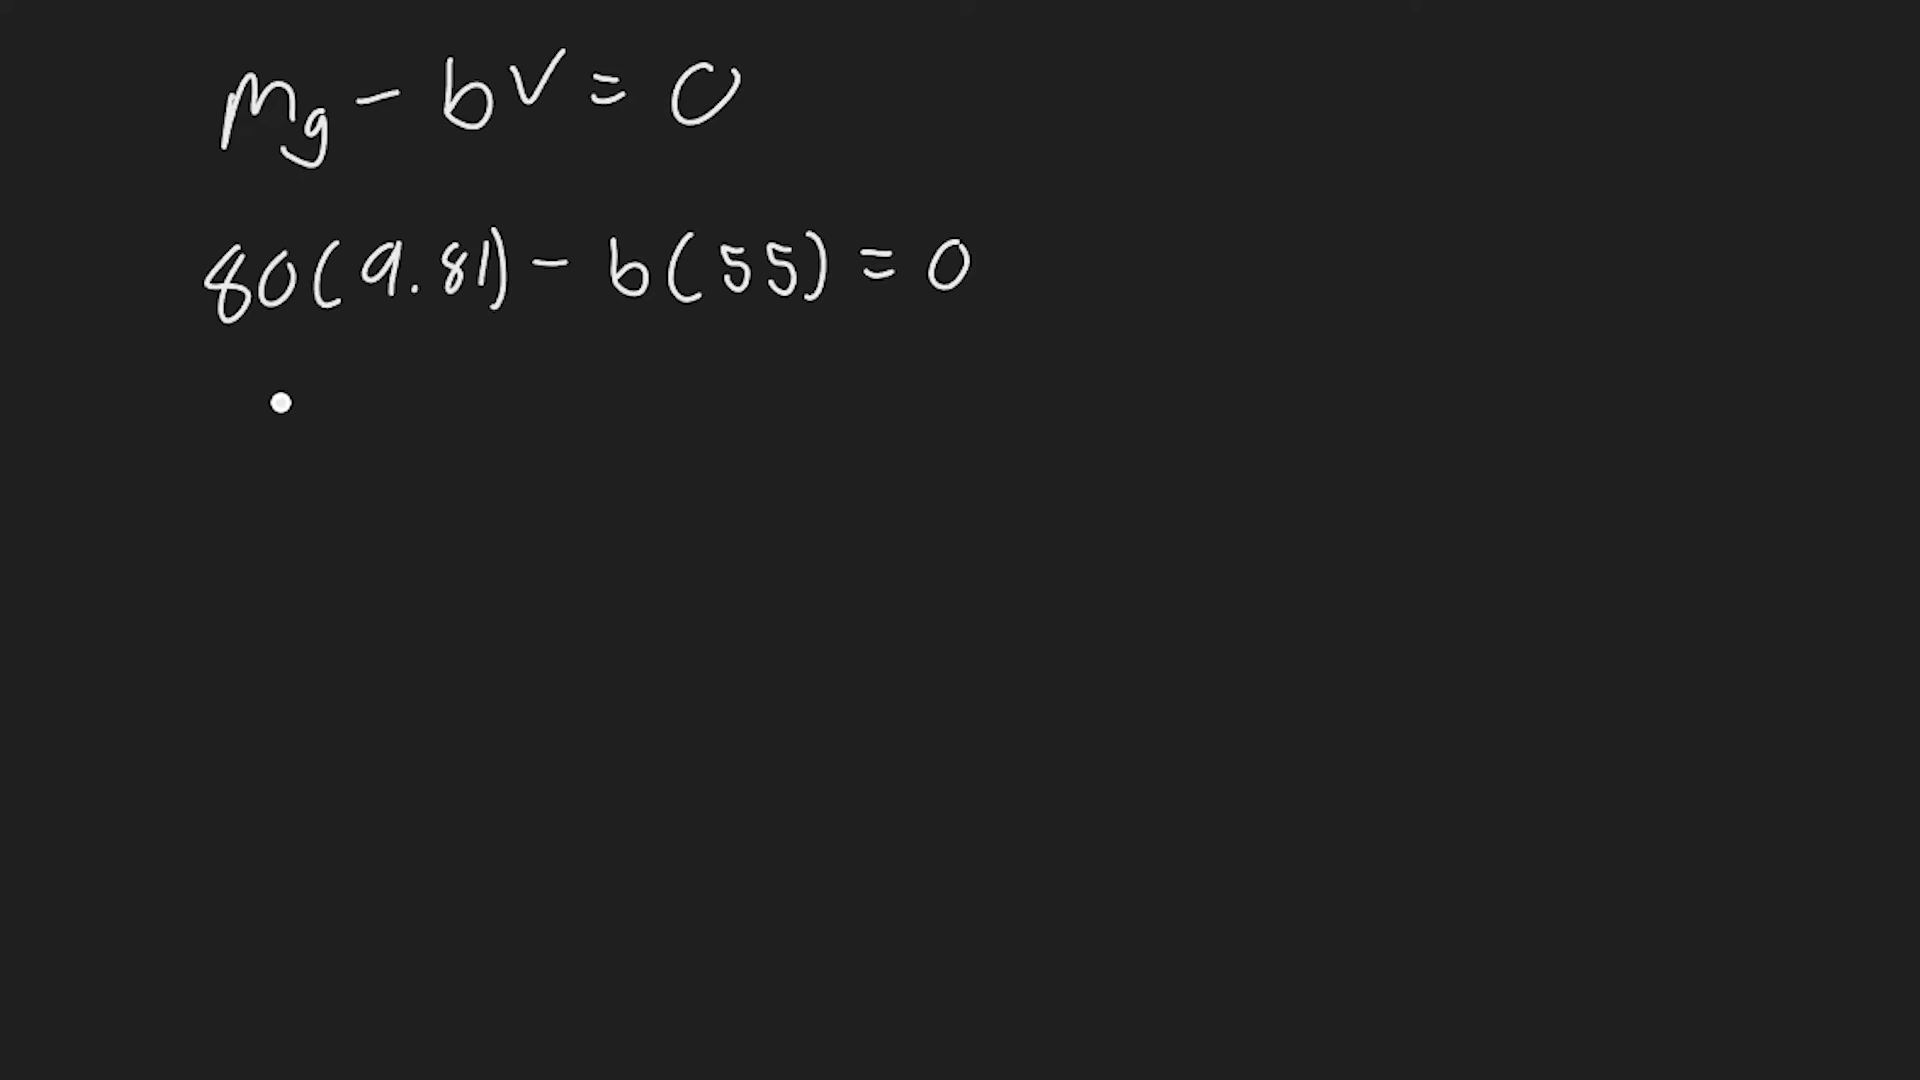 mg - bv = 0
80(9.81) - b(55) = 0